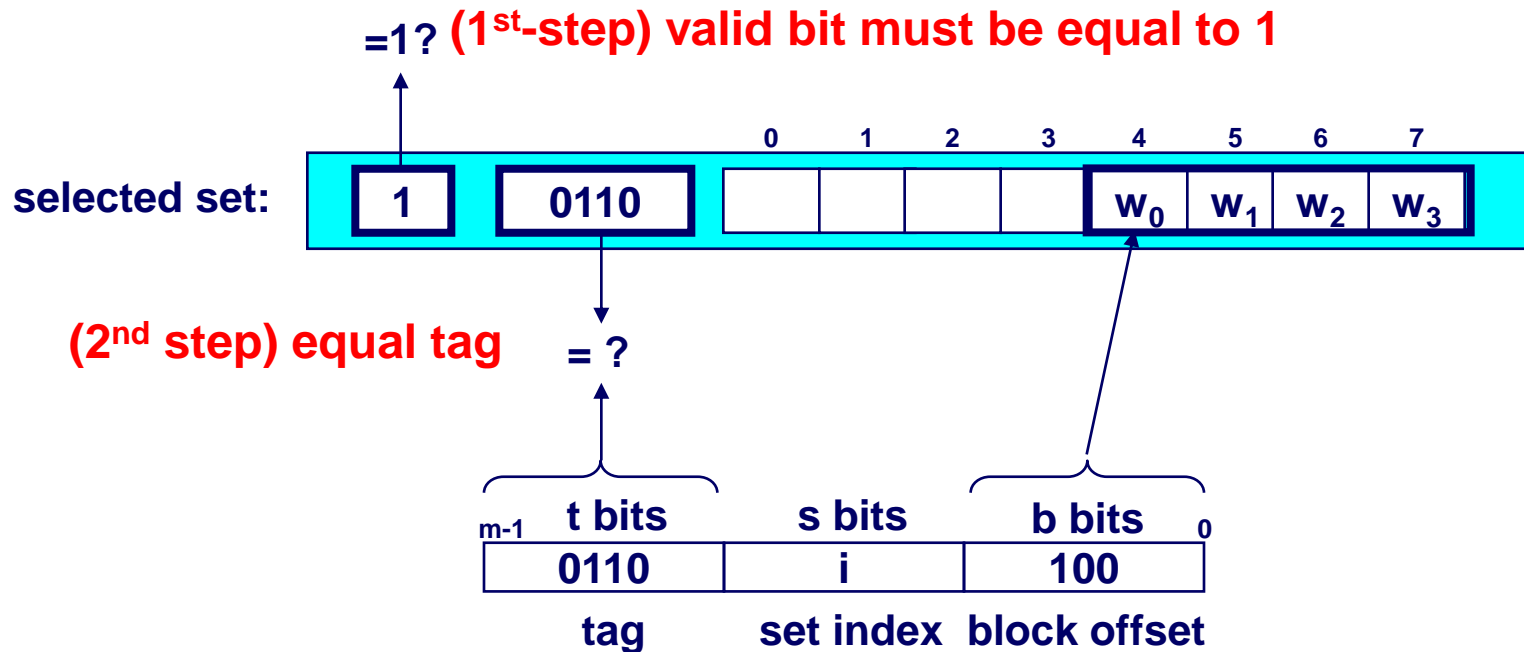 =1? (1st-step) valid bit must be equal to 1
0 1 2 3 4 5 6 7
selected set: 1 0110 w0 w1 w2 w3
(2nd step) equal tag
= ?
t bits s bits b bits
m-1 0
0110 i 100
tag set index block offset